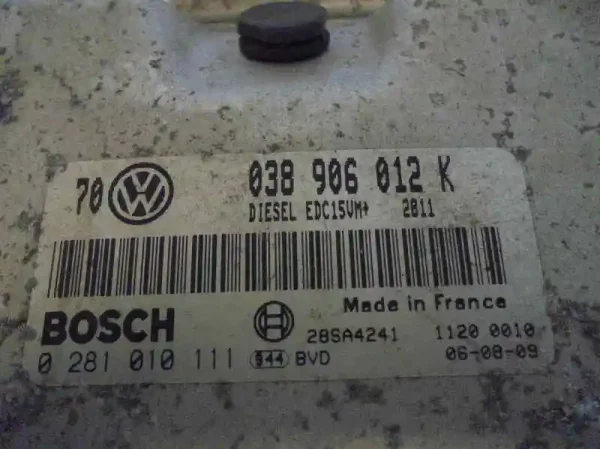 70 VW 038 906 012 K
DIESEL EDC15VM+ 2811
Made in France
BOSCH 28SA4241 1120 0010
0 281 010 111 944 BVD 06-08-09